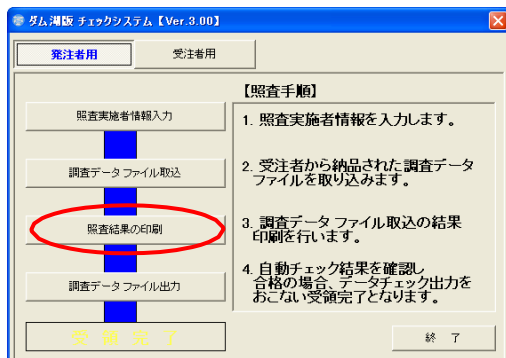 ダム湖版 チェックシステム【Ver.3.00】
発注者用
受注者用
照査実施者情報入力
調査データ ファイル取込
照査結果の印刷
調査データ ファイル出力
受 領 完 了
【照査手順】
1. 照査実施者情報を入力します。
2. 受注者から納品された調査データ
ファイルを取り込みます。
3. 調査データ ファイル取込の結果
印刷を行います。
4. 自動チェック結果を確認し
合格の場合、データチェック出力を
おこない受領完了となります。
終 了